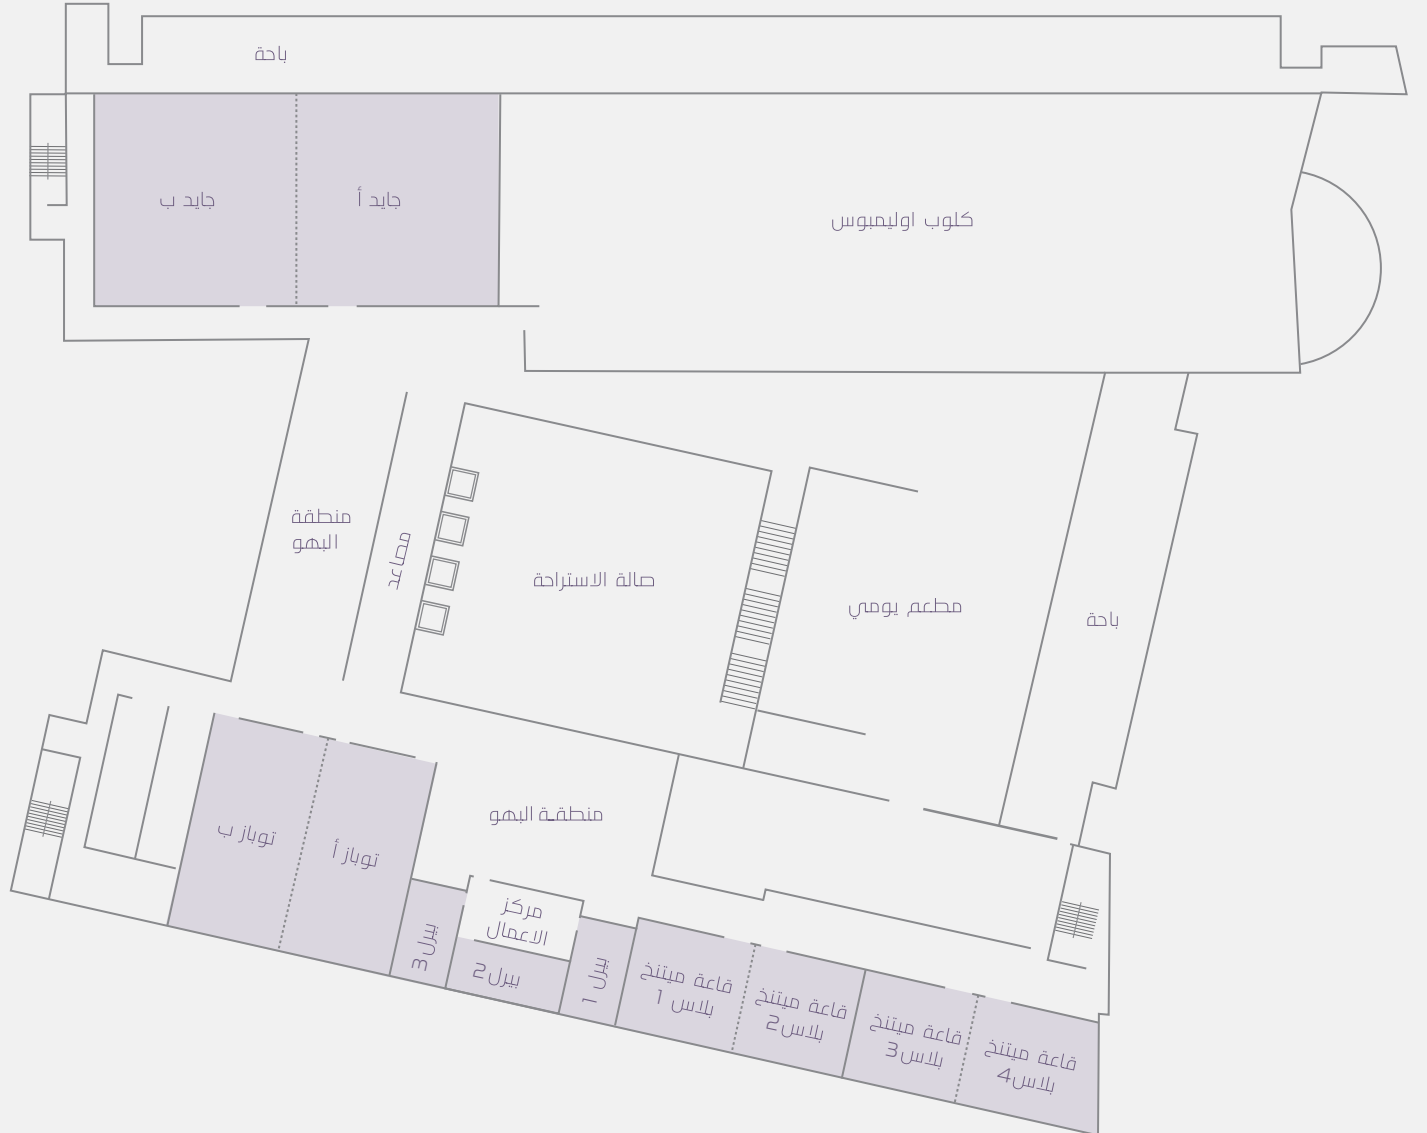 باحة
جايد ب
جايد أ
كلوب اوليمبوس
منطقة
البهو
مصاعد
صالة الاستراحة
مطعم يومي
باحة
توباز ب
توباز أ
منطقـة البهو
بيرل 3
مركز
الاعمال
بيرل 2
بيرل 1
قاعة ميتنخ
بلاس 1
قاعة ميتنخ
بلاس2
قاعة ميتنخ
بلاس3
قاعة ميتنخ
بلاس4